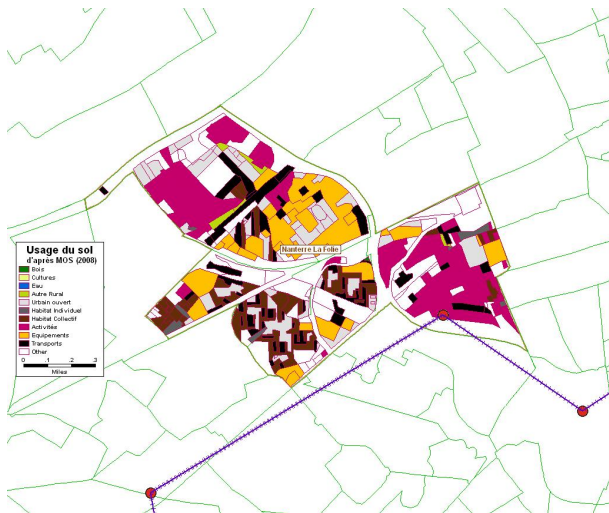 Nanterre La Folie
Usage du sol
d'après MOS (2008)
Bois
Cultures
Eau
Autre Rural
Urbain ouvert
Habitat Individuel
Habitat Collectif
Activités
Equipements
Transports
Other
0 .1 .2 .3
Miles